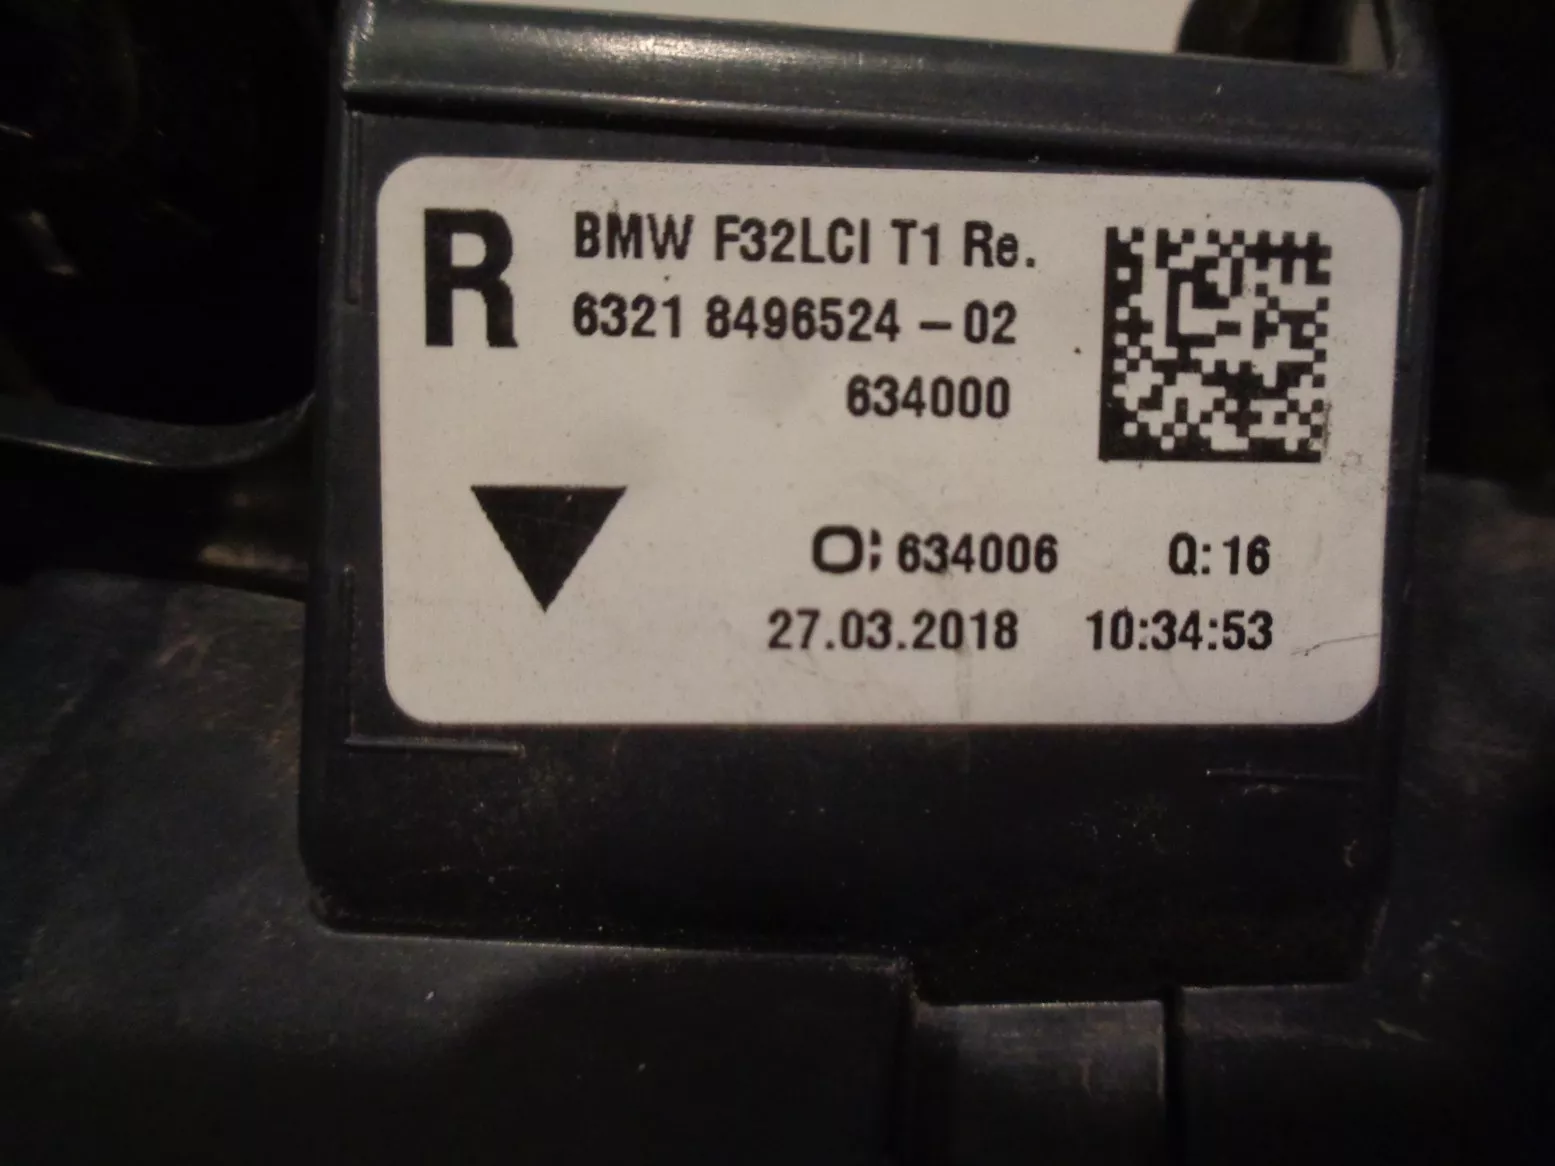 R
BMW F32LCI T1 Re.
6321 8496524 - 02
634000
O: 634006 Q: 16
27.03.2018 10:34:53